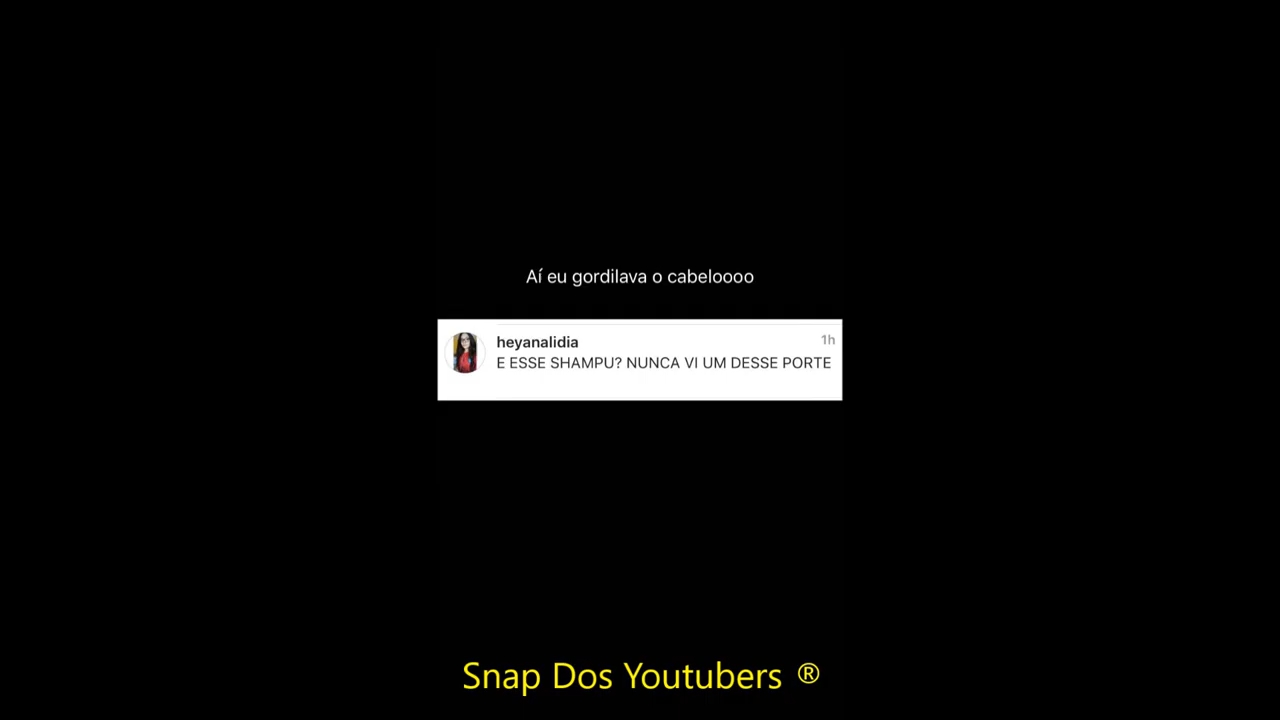 Aí eu gordilava o cabeloooo
heyanalidia 1h
E ESSE SHAMPU? NUNCA VI UM DESSE PORTE
Snap Dos Youtubers ®